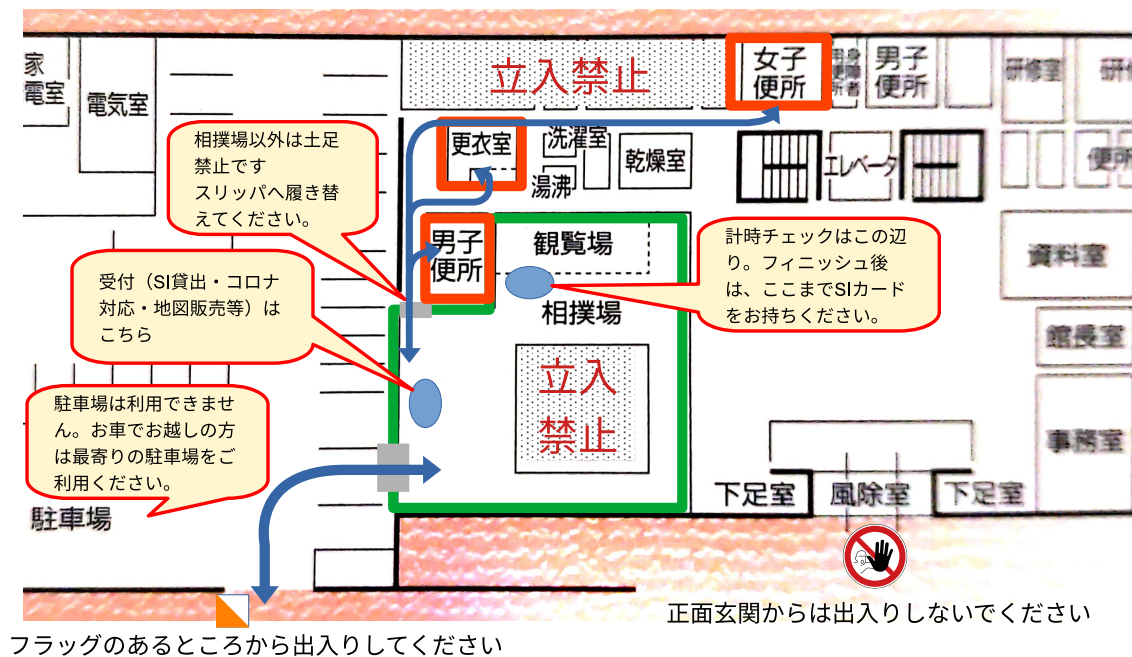 家
電室
電気室
立入禁止
女子
便所
身障者
用便所
男子
便所
研修室
相撲場以外は土足
禁止です
スリッパへ履き替
えてください。
更衣室
洗濯室
湯沸
乾燥室
エレベータ
便所
男子
便所
観覧場
相撲場
計時チェックはこの辺
り。フィニッシュ後
は、ここまでSIカード
をお持ちください。
資料室
受付（SI貸出・コロナ
対応・地図販売等）は
こちら
館長室
立入
禁止
駐車場は利用できませ
ん。お車でお越しの方
は最寄りの駐車場をご
利用ください。
事務室
駐車場
下足室
風除室
下足室
正面玄関からは出入りしないでください
フラッグのあるところから出入りしてください